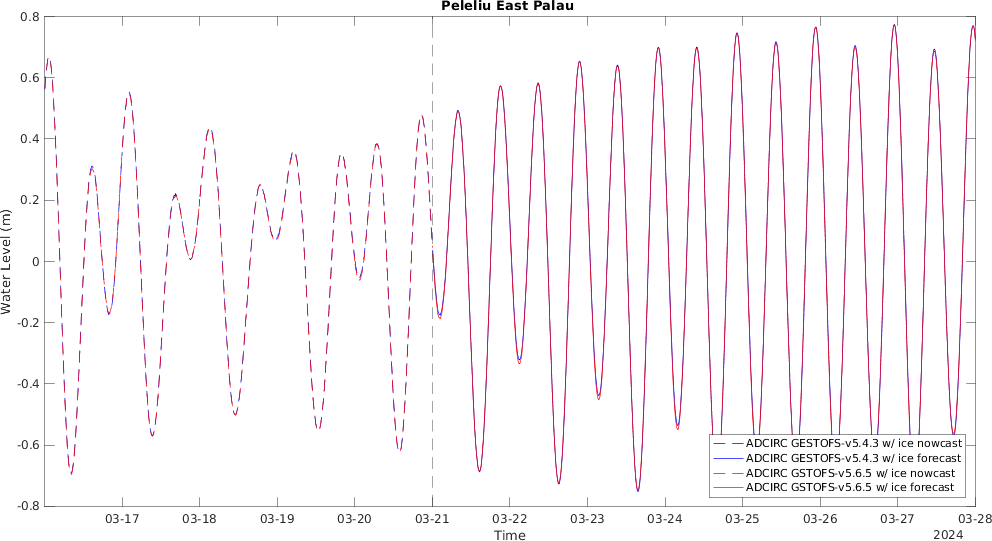 Peleliu East Palau
0.8
0.6
0.4
0.2
0
-0.2
-0.4
-0.6
-0.8
Water Level (m)
ADCIRC GESTOFS-v5.4.3 w/ ice nowcast
ADCIRC GESTOFS-v5.4.3 w/ ice forecast
ADCIRC GSTOFS-v5.6.5 w/ ice nowcast
ADCIRC GSTOFS-v5.6.5 w/ ice forecast
03-17 03-18 03-19 03-20 03-21 03-22 03-23 03-24 03-25 03-26 03-27 03-28
Time
2024